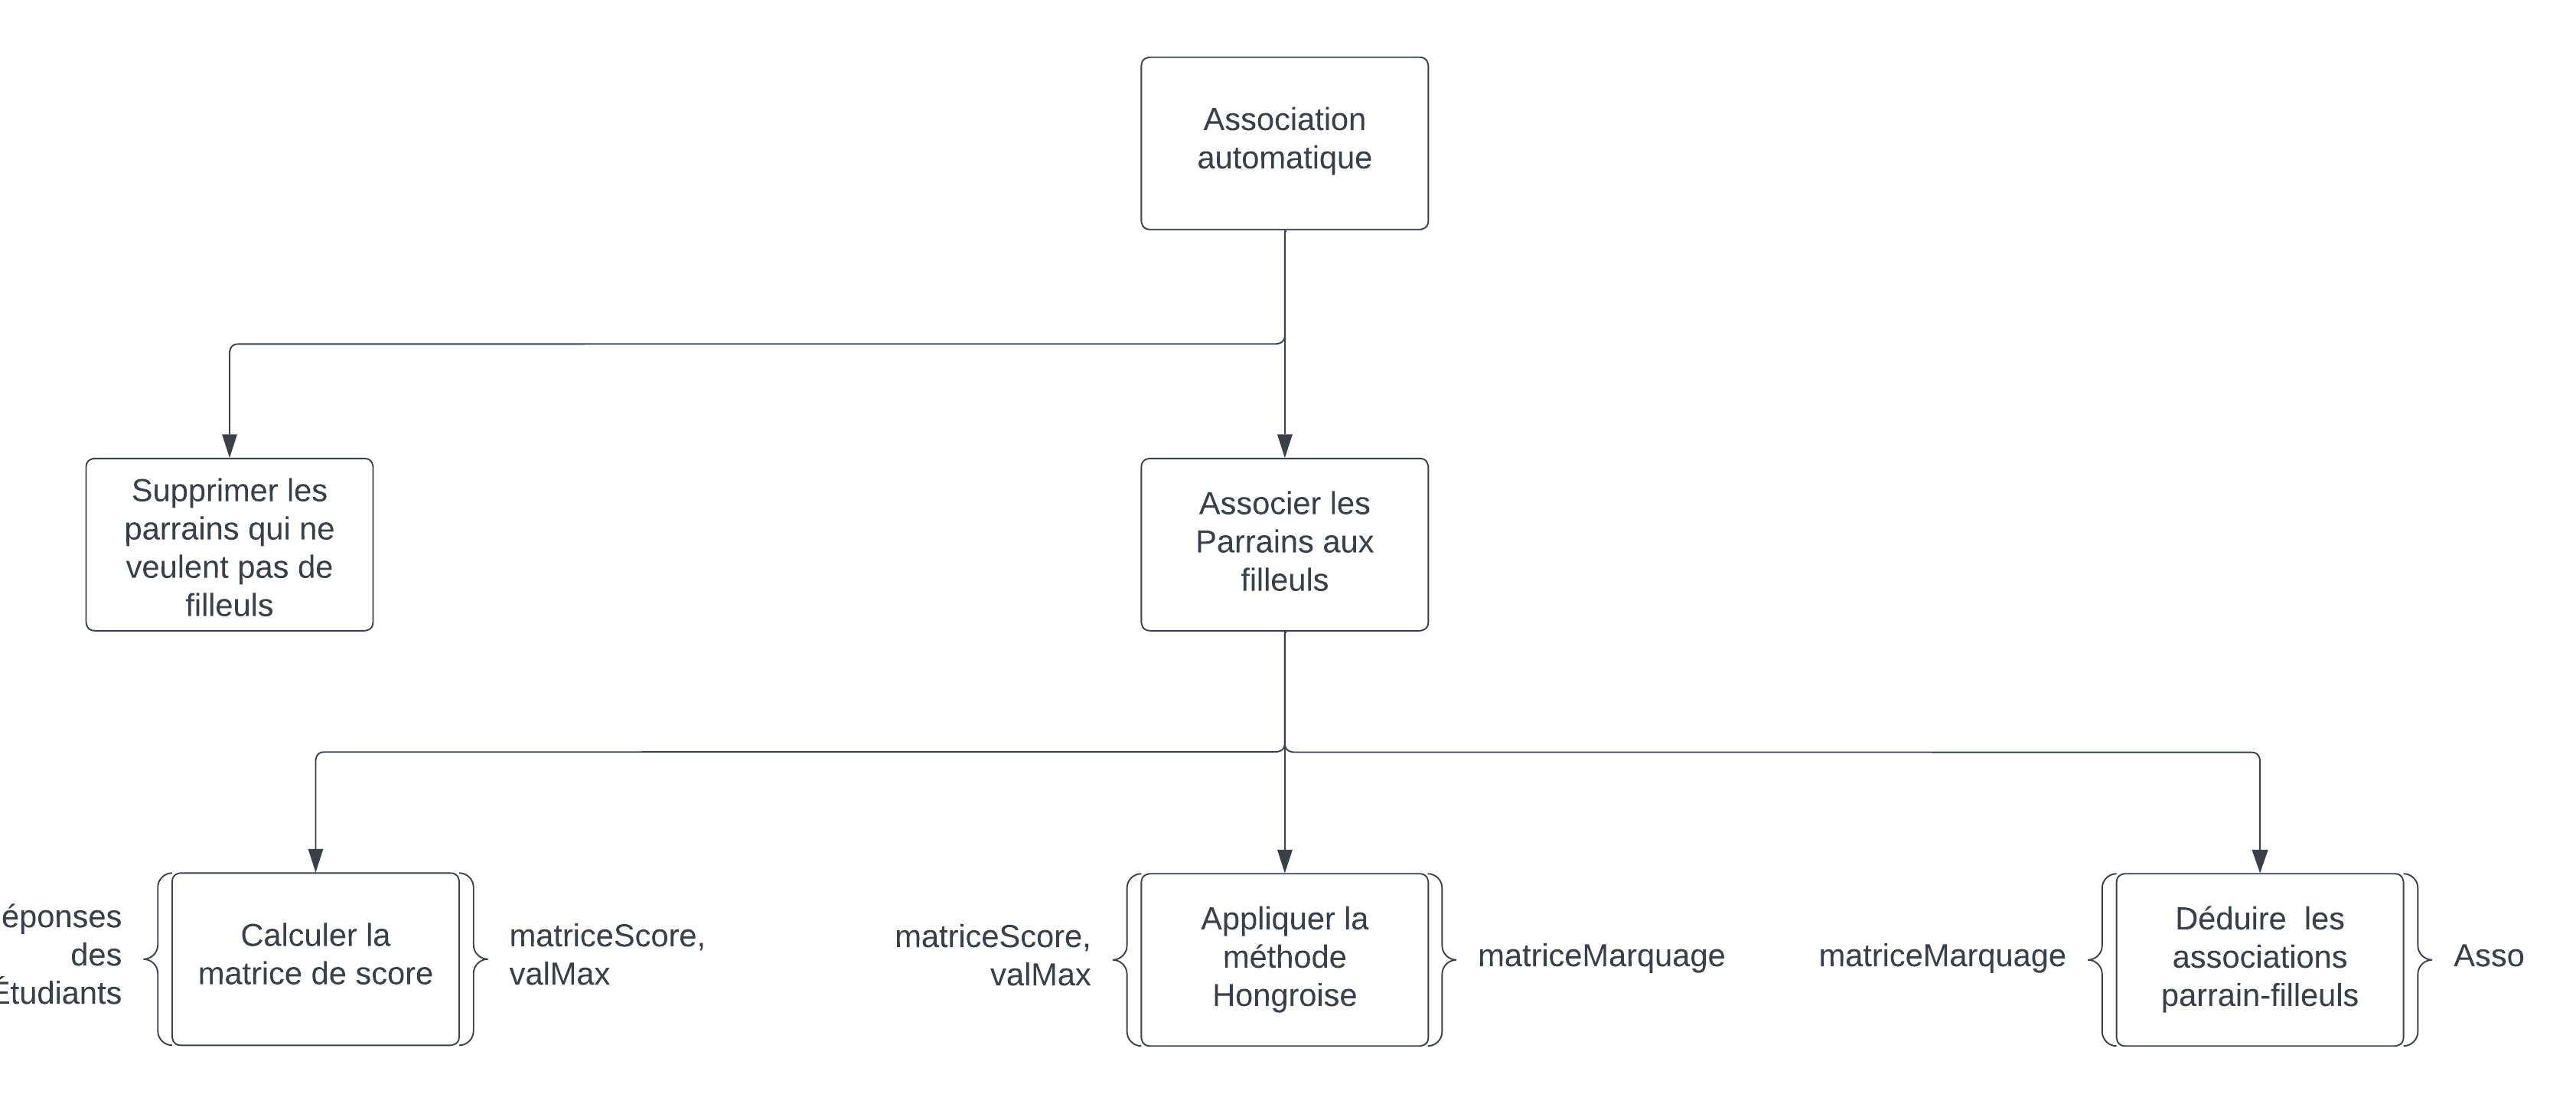 Association
automatique
Supprimer les
parrains qui ne
veulent pas de
filleuls
Associer les
Parrains aux
filleuls
éponses
des
Étudiants
Calculer la
matrice de score
matriceScore,
valMax
matriceScore,
valMax
Appliquer la
méthode
Hongroise
matriceMarquage
matriceMarquage
Déduire  les
associations
parrain-filleuls
Asso